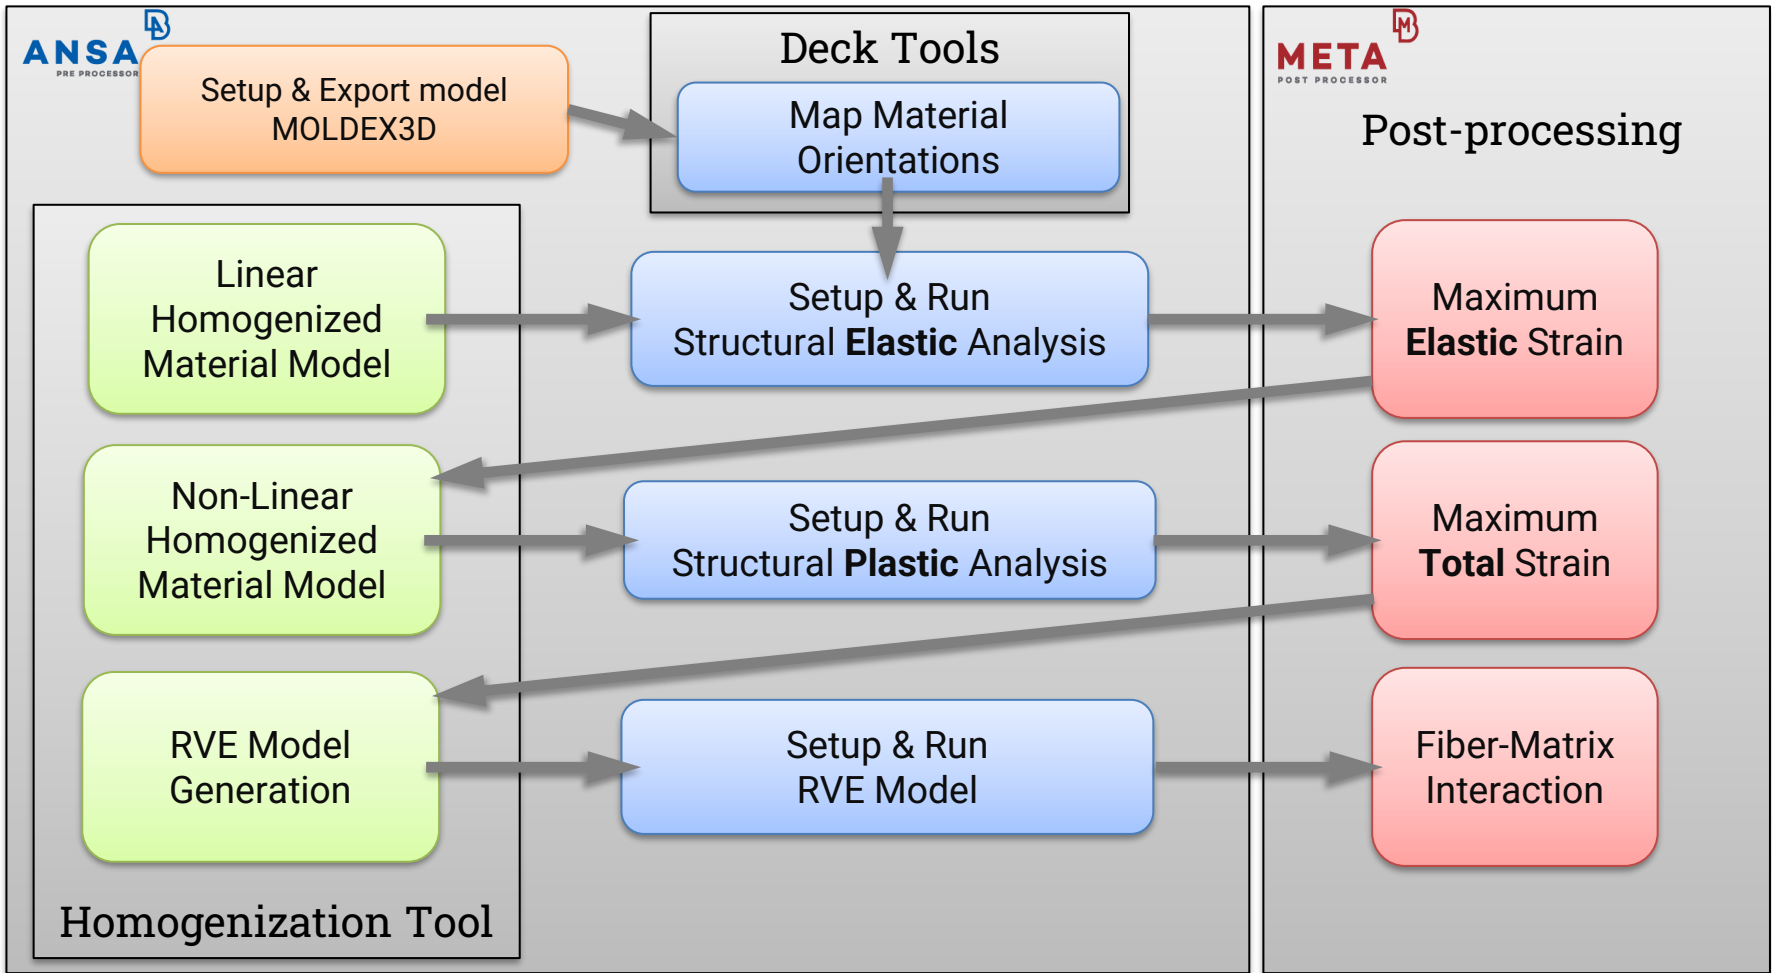 ANSA
PRE PROCESSOR
Setup & Export model
MOLDEX3D
Deck Tools
Map Material
Orientations
META
POST PROCESSOR
Post-processing
Linear
Homogenized
Material Model
Setup & Run
Structural Elastic Analysis
Maximum
Elastic Strain
Non-Linear
Homogenized
Material Model
Setup & Run
Structural Plastic Analysis
Maximum
Total Strain
RVE Model
Generation
Setup & Run
RVE Model
Fiber-Matrix
Interaction
Homogenization Tool